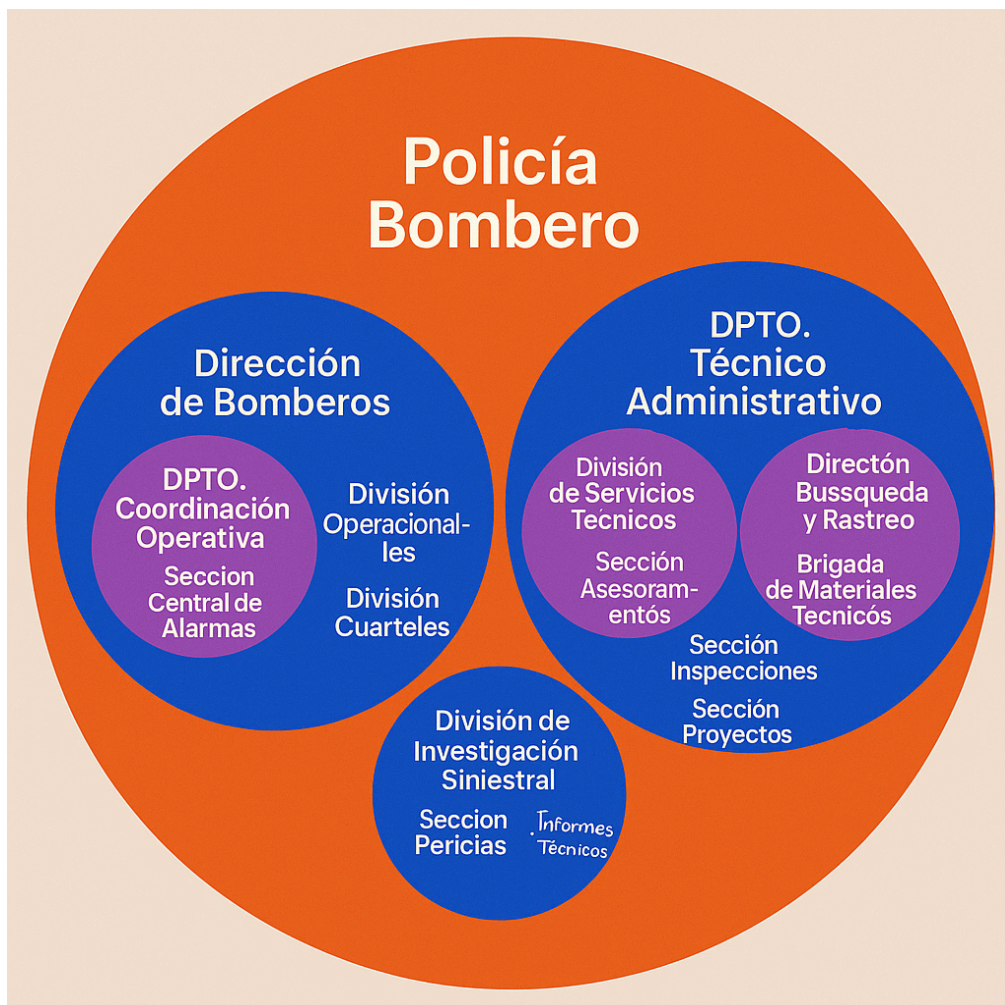 Policía
Bombero
Dirección
de Bomberos
DPTO.
Coordinación
Operativa
Seccion
Central de
Alarmas
División
Operacional-
les
División
Cuarteles
DPTO.
Técnico
Administrativo
División
de Servicios
Tecnicos
Sección
Asesoram-
entós
Directón
Bussqueda
y Rastreo
Brigada
de Materiales
Tecnicós
Sección
Inspecciones
Sección
Proyectos
División de
Investigación
Siniestral
Seccion
Pericias
. Informes
Técnicos